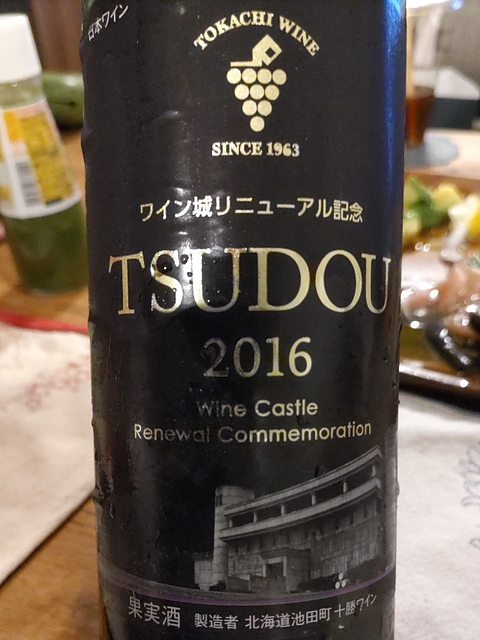 日本ワイン
TOKACHI WINE
SINCE 1963
ワイン城リニューアル記念
TSUDOU
2016
Wine Castle
Renewal Commemoration
果実酒 製造者 北海道池田町 十勝ワイン